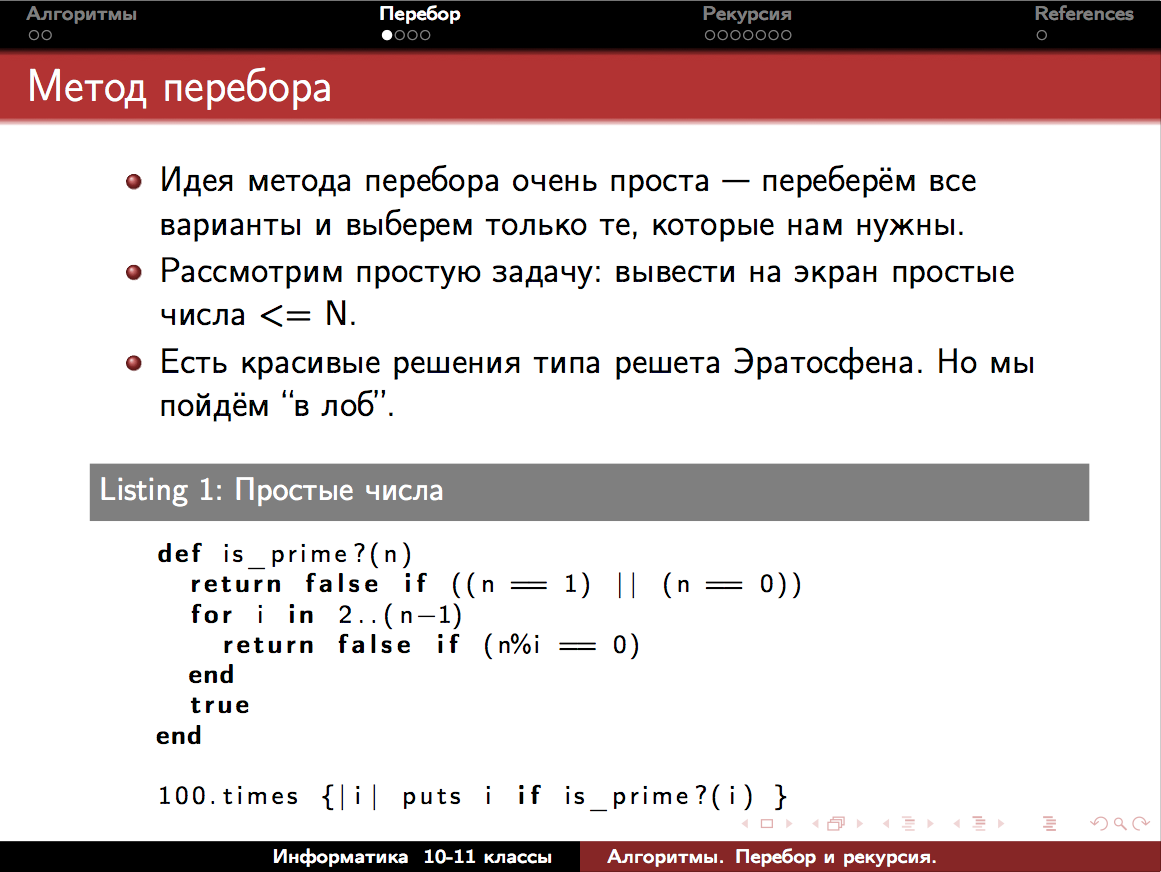 Алгоритмы Перебор Рекурсия References
Метод перебора
Идея метода перебора очень проста — переберём все
варианты и выберем только те, которые нам нужны.
Рассмотрим простую задачу: вывести на экран простые
числа <= N.
Есть красивые решения типа решета Эратосфена. Но мы
пойдём “в лоб”.
Listing 1: Простые числа
def is_prime?(n)
return false if ((n == 1) || (n == 0))
for i in 2..(n−1)
return false if (n%i == 0)
end
true
end
100.times {|i| puts i if is_prime?(i) }
Информатика 10-11 классы Алгоритмы. Перебор и рекурсия.